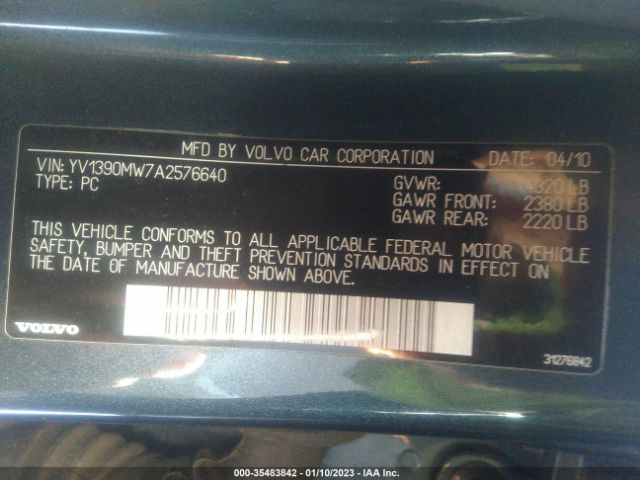 MFD BY VOLVO CAR CORPORATION DATE: 04/10
VIN: YV1390MW7A2576640
TYPE: PC
GVWR: 4320 LB
GAWR FRONT: 2380 LB
GAWR REAR: 2220 LB
THIS VEHICLE CONFORMS TO ALL APPLICABLE FEDERAL MOTOR VEHICLE
SAFETY, BUMPER AND THEFT PREVENTION STANDARDS IN EFFECT ON
THE DATE OF MANUFACTURE SHOWN ABOVE.
VOLVO
31276842
000-35483842 - 01/10/2023 - IAA Inc.